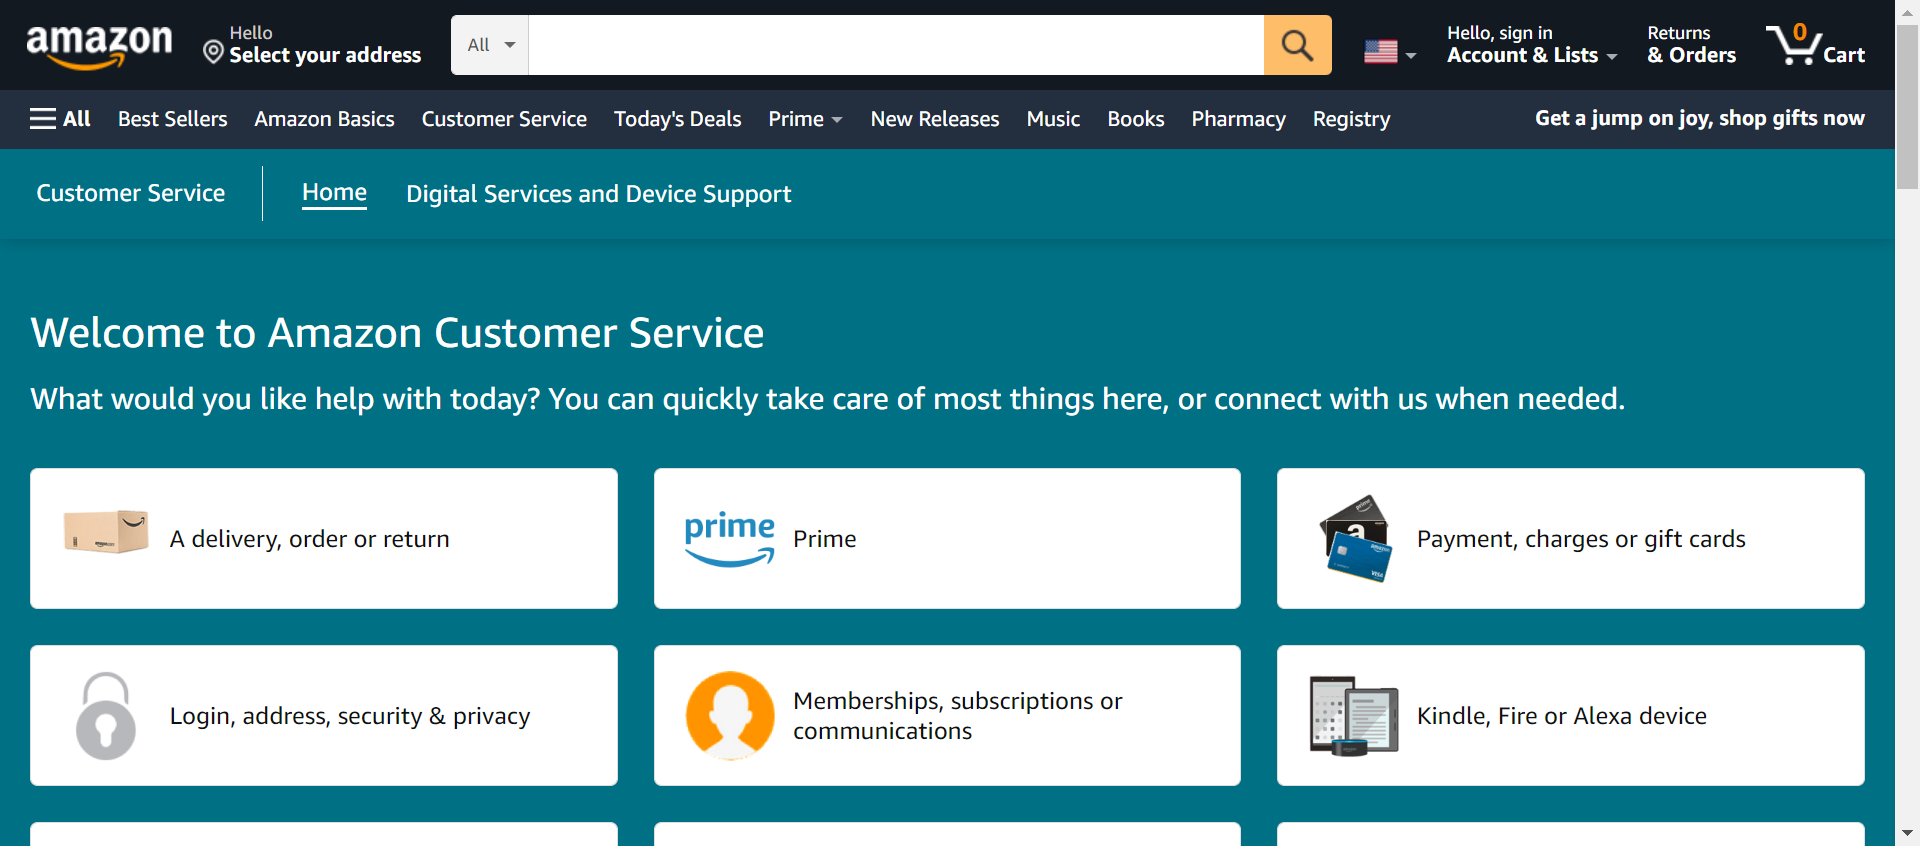 amazon
Hello
Select your address
All
Hello, sign in
Account & Lists
Returns
& Orders
0
Cart
All
Best Sellers
Amazon Basics
Customer Service
Today's Deals
Prime
New Releases
Music
Books
Pharmacy
Registry
Get a jump on joy, shop gifts now
Customer Service
Home
Digital Services and Device Support
Welcome to Amazon Customer Service
What would you like help with today? You can quickly take care of most things here, or connect with us when needed.
A delivery, order or return
prime
Prime
prime
a
amazon
VISA
Payment, charges or gift cards
Login, address, security & privacy
Memberships, subscriptions or
communications
Kindle, Fire or Alexa device